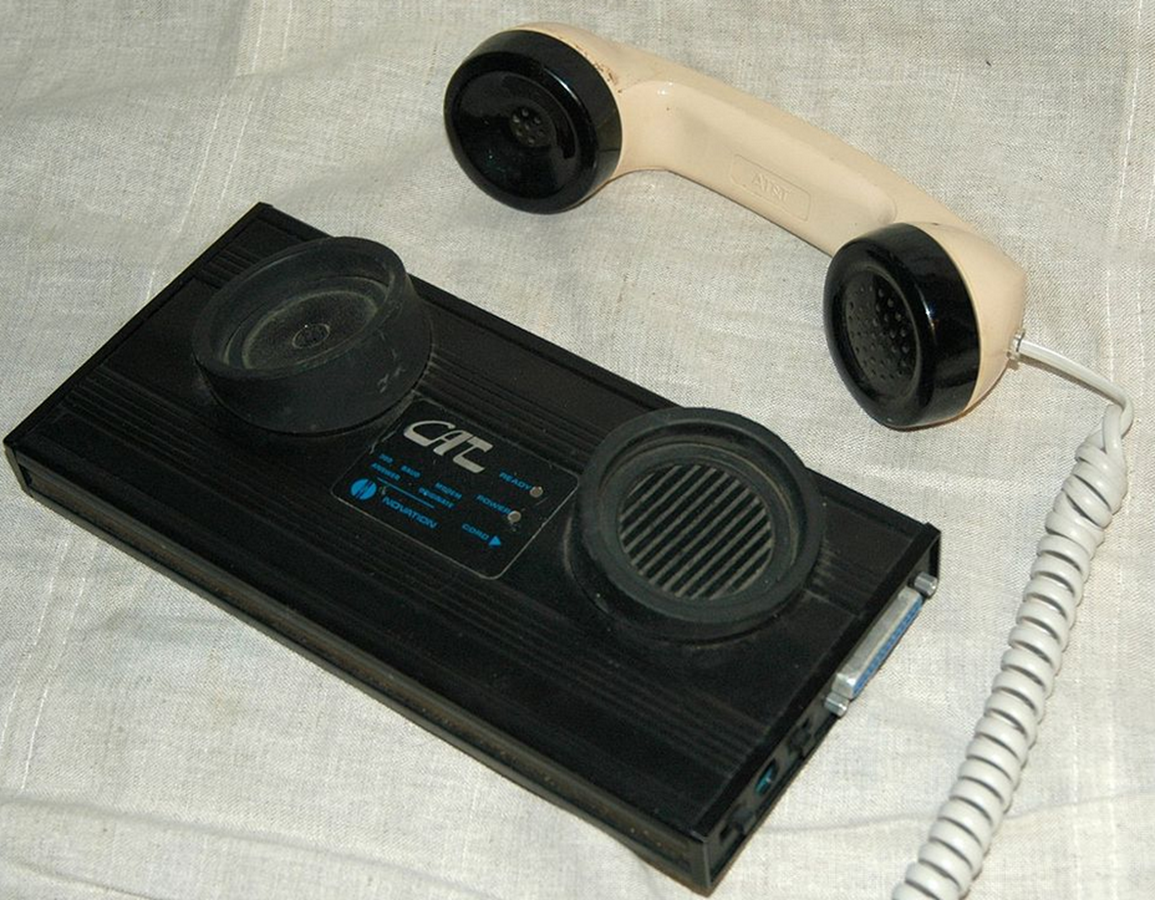 AT&T
CAT
300 BAUD MODEM READY
ANSWER ORIGINATE POWER
NOVATION CORD